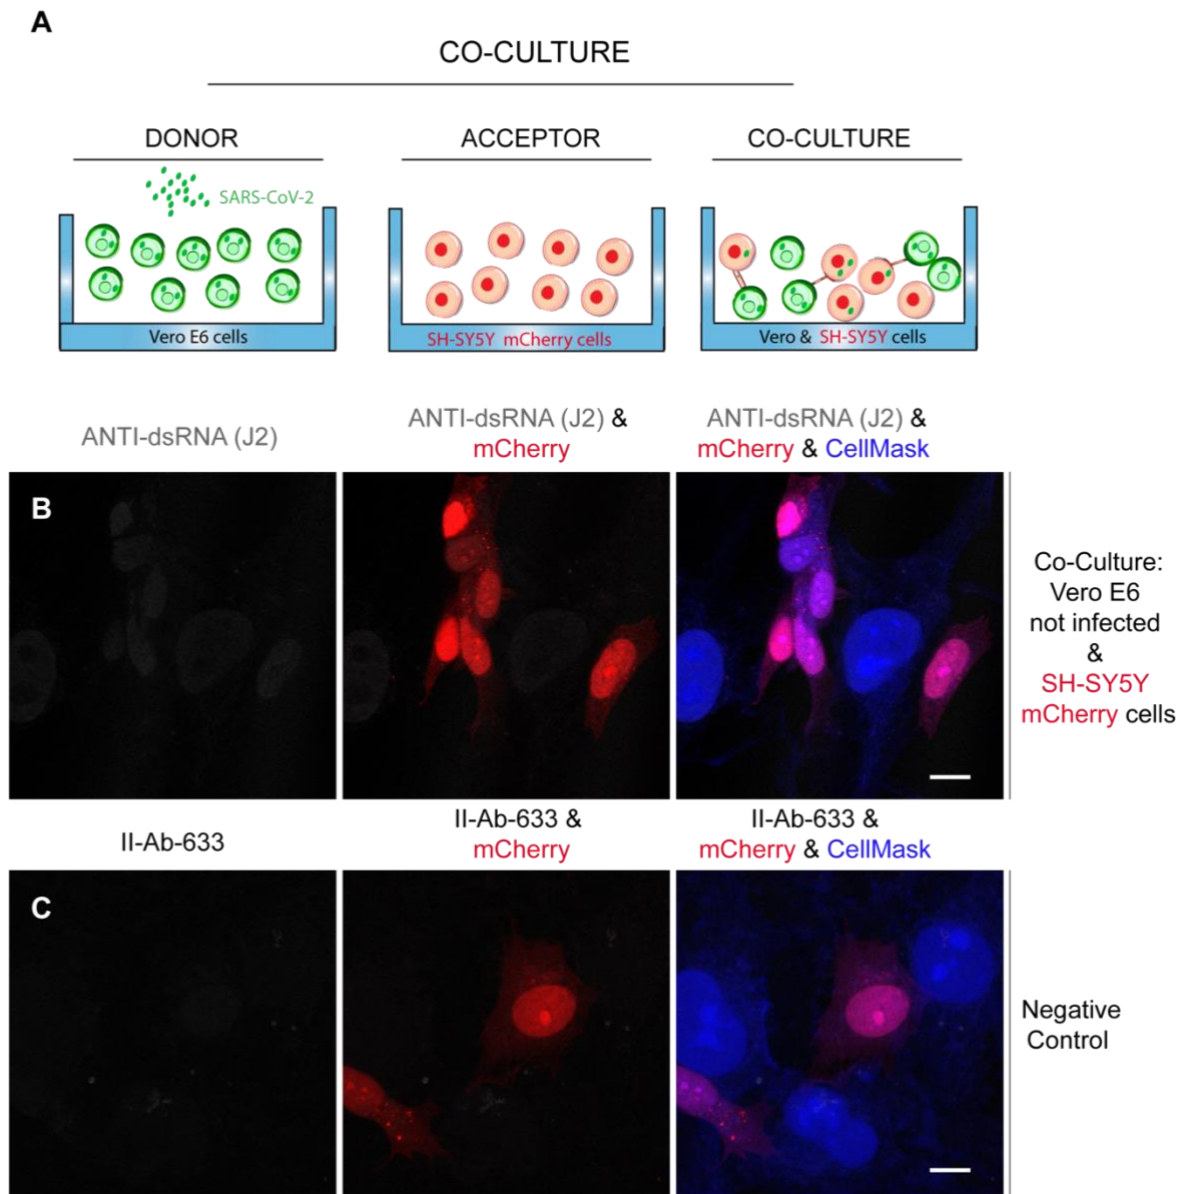 A
CO-CULTURE
DONOR
ACCEPTOR
CO-CULTURE
SARS-CoV-2
Vero E6 cells
SH-SY5Y mCherry cells
Vero & SH-SY5Y cells
ANTI-dsRNA (J2)
ANTI-dsRNA (J2) &
mCherry
ANTI-dsRNA (J2) &
mCherry & CellMask
B
Co-Culture:
Vero E6
not infected
&
SH-SY5Y
mCherry cells
II-Ab-633
II-Ab-633 &
mCherry
II-Ab-633 &
mCherry & CellMask
C
Negative
Control